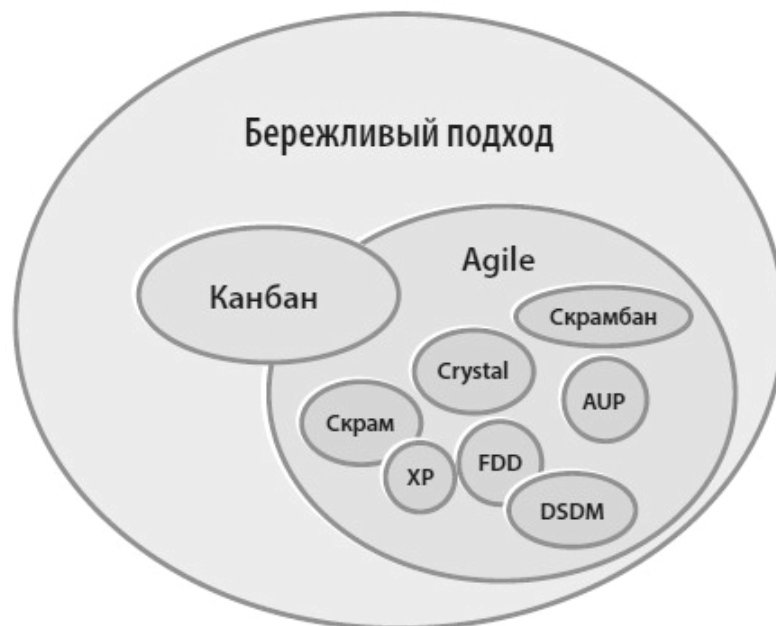 Бережливый подход
Agile
Канбан
Скрамбан
Crystal
AUP
Скрам
FDD
XP
DSDM